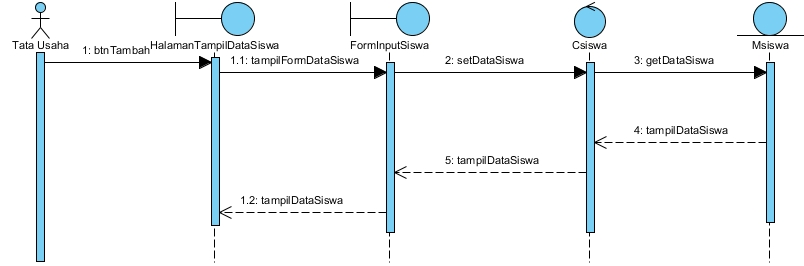 Tata Usaha
HalamanTampilDataSiswa
FormInputSiswa
Csiswa
Msiswa
1: btnTambah
1.1: tampilFormDataSiswa
2: setDataSiswa
3: getDataSiswa
4: tampilDataSiswa
5: tampilDataSiswa
1.2: tampilDataSiswa